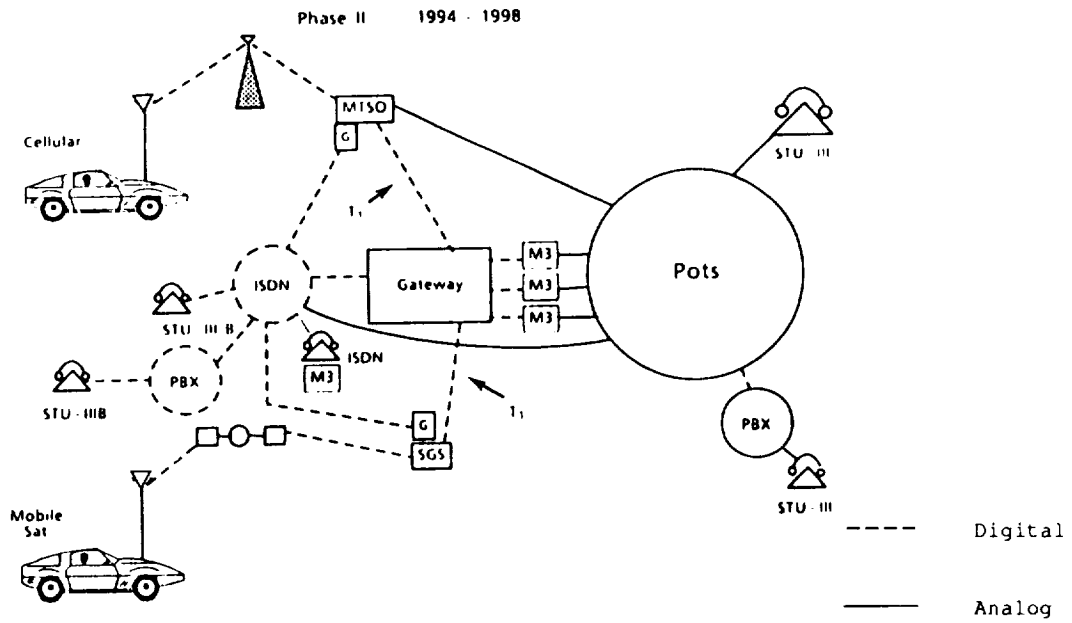 Phase II 1994 - 1998
MTSO
G
Cellular
STU - III
T1
M3
ISDN
Gateway
M3
Pots
M3
STU - III B
ISDN
M3
PBX
STU - IIIB
T1
G
SGS
PBX
STU - III
Mobile
Sat
Digital
Analog